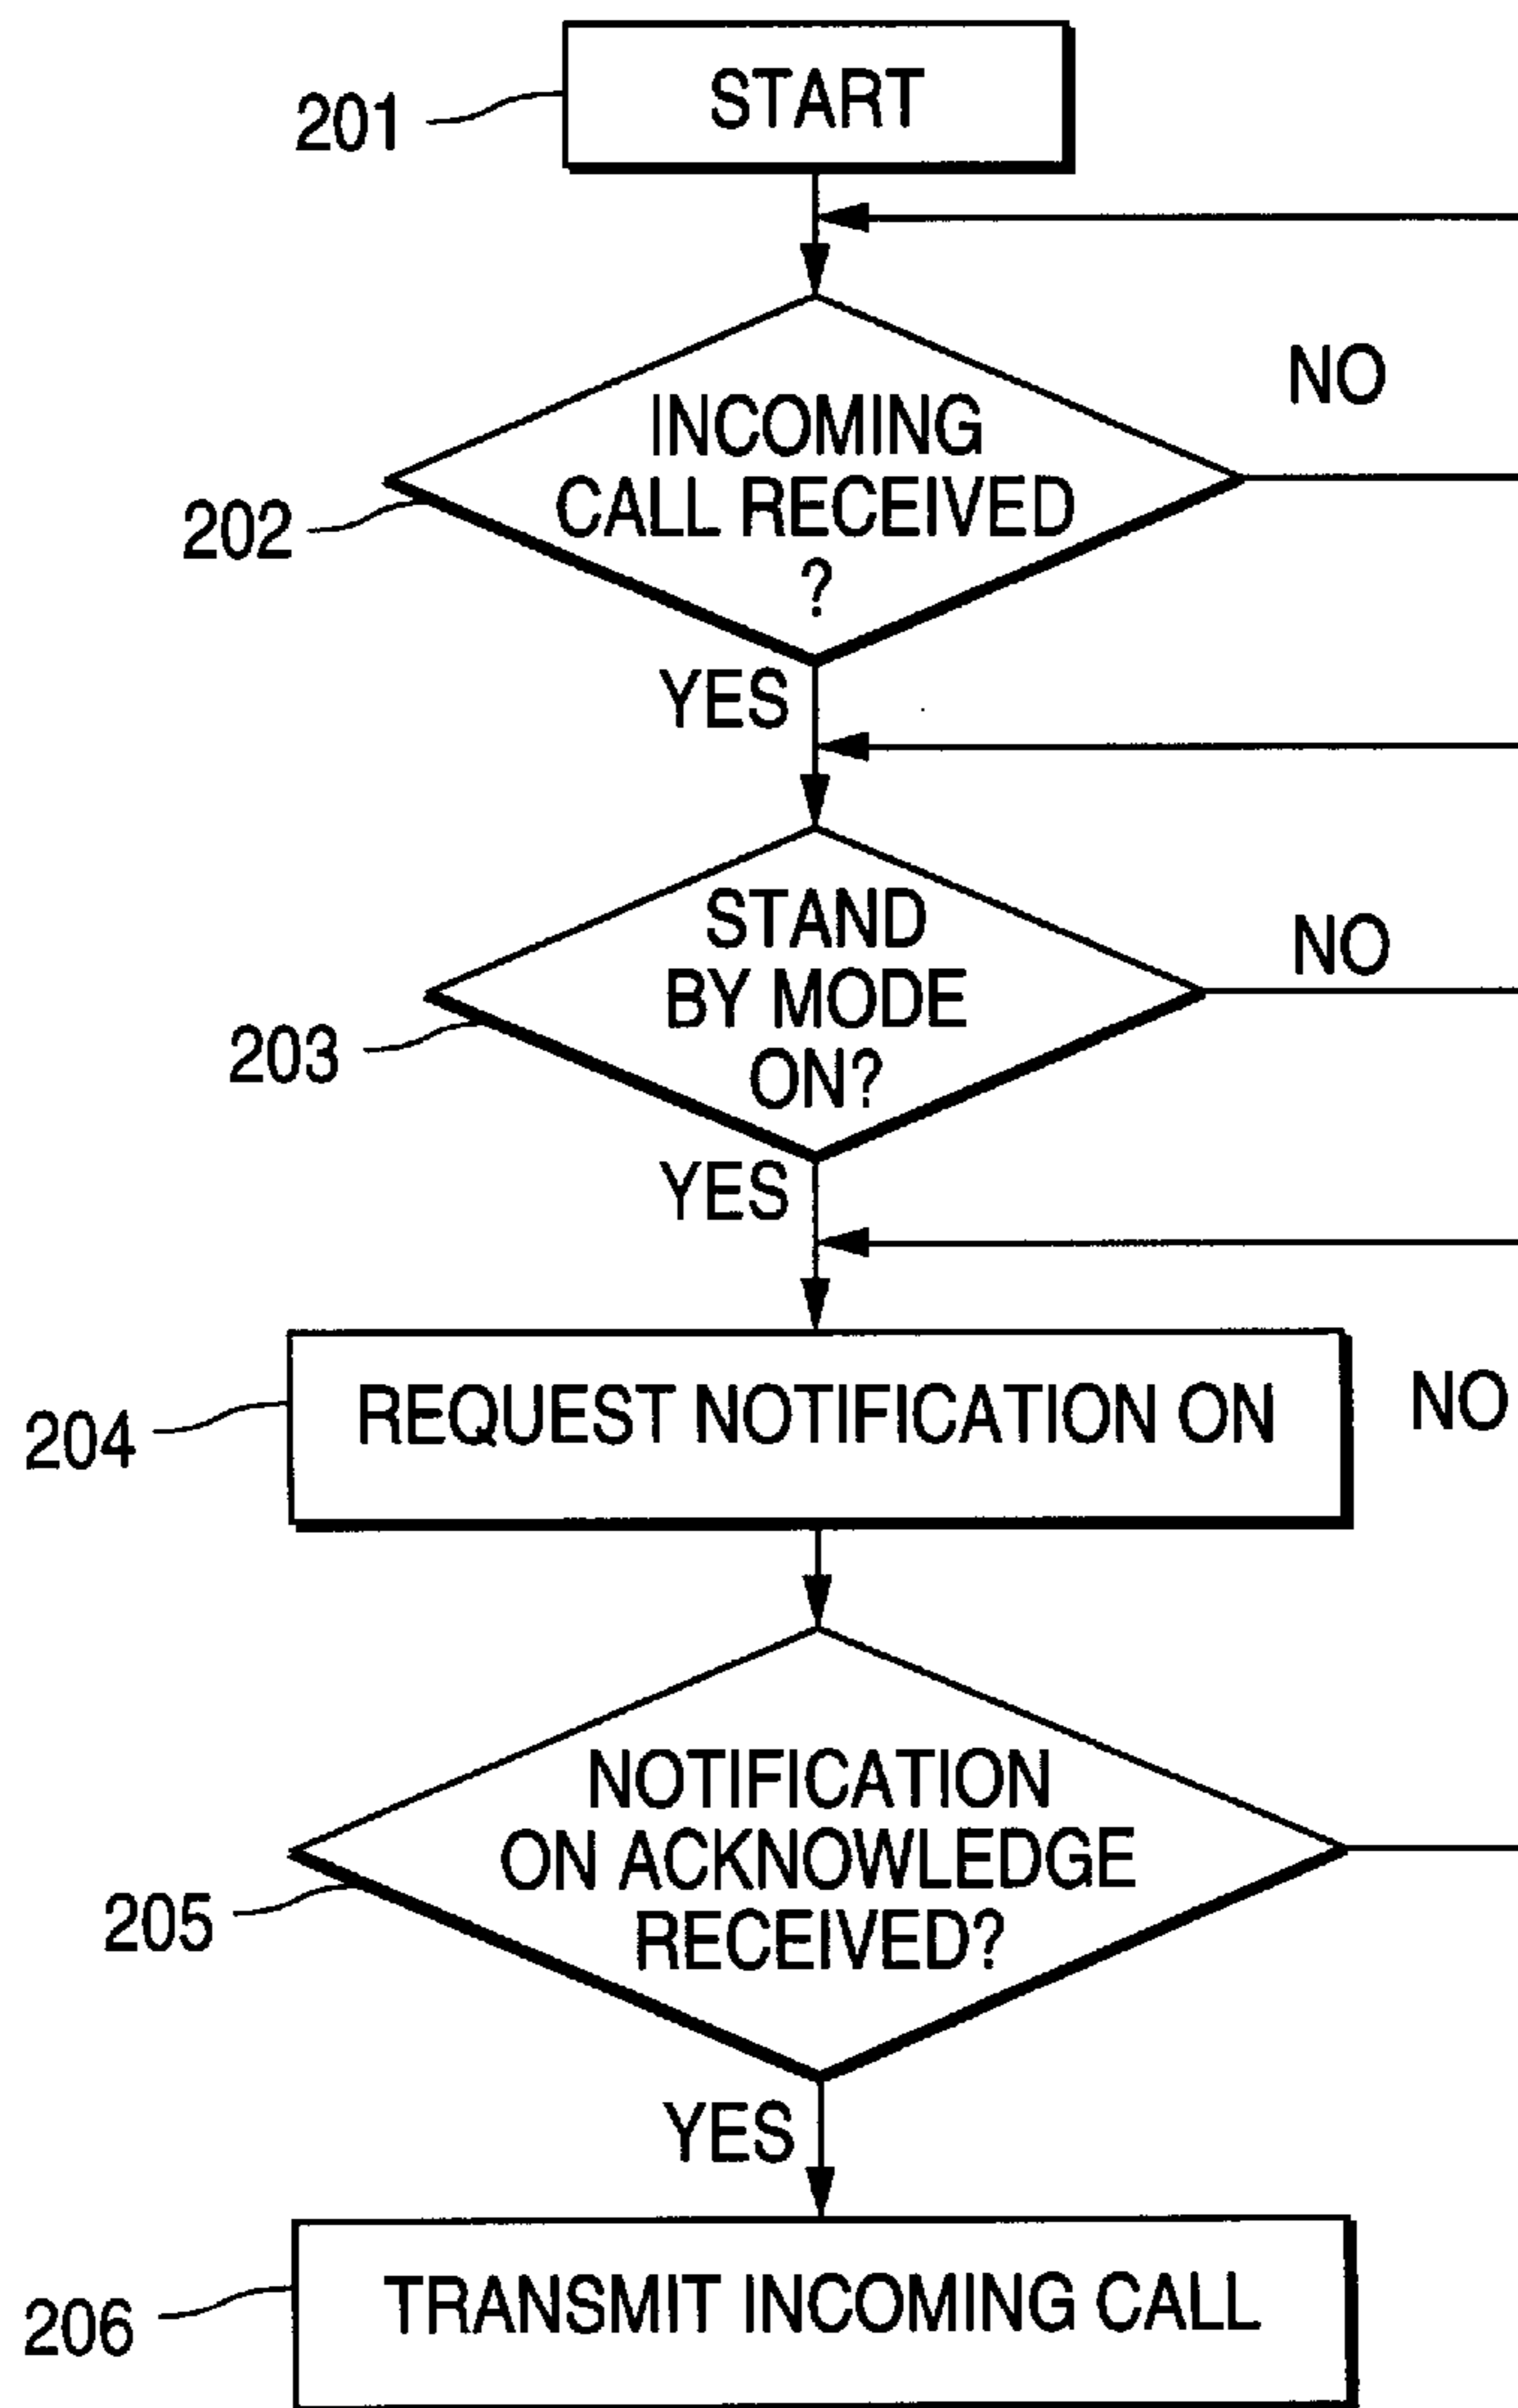 START
201
NO
INCOMING
CALL RECEIVED
?
202
YES
STAND
BY MODE
ON?
NO
203
YES
REQUEST NOTIFICATION ON
NO
204
NOTIFICATION
ON ACKNOWLEDGE
RECEIVED?
205
YES
TRANSMIT INCOMING CALL
206